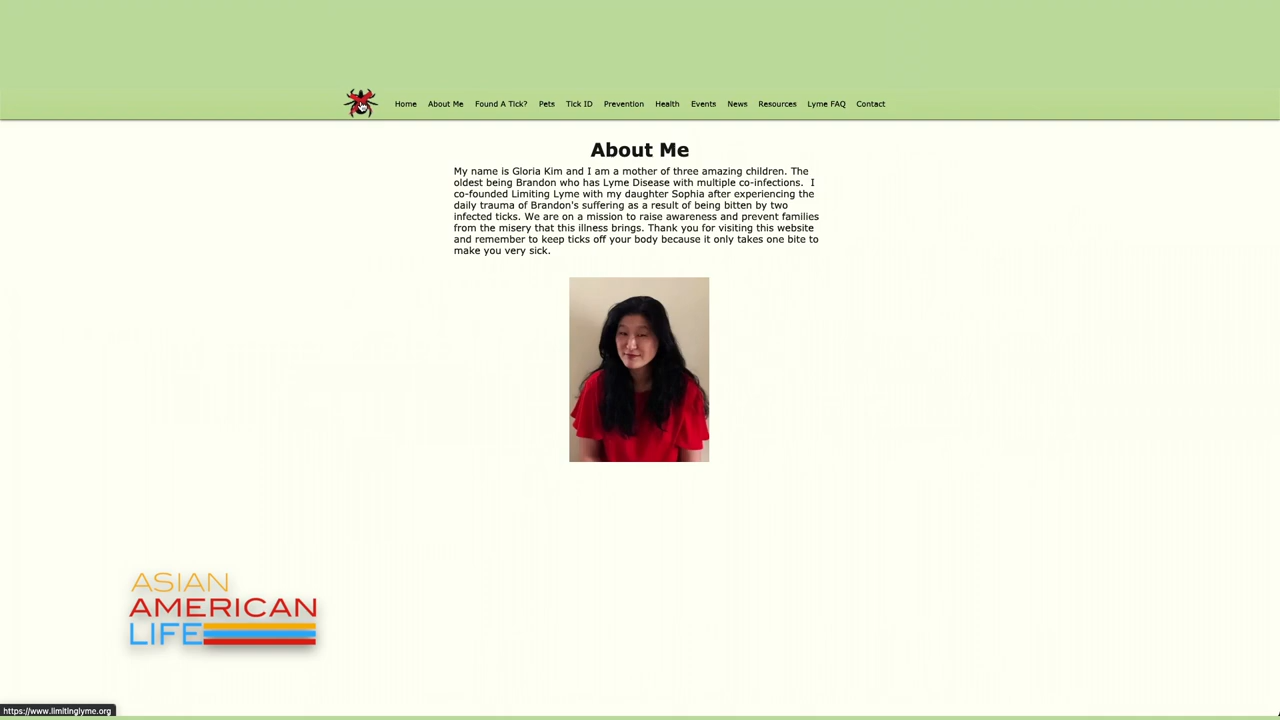 Home About Me Found A Tick? Pets Tick ID Prevention Health Events News Resources Lyme FAQ Contact
About Me
My name is Gloria Kim and I am a mother of three amazing children. The
oldest being Brandon who has Lyme Disease with multiple co-infections.  I
co-founded Limiting Lyme with my daughter Sophia after experiencing the
daily trauma of Brandon's suffering as a result of being bitten by two
infected ticks. We are on a mission to raise awareness and prevent families
from the misery that this illness brings. Thank you for visiting this website
and remember to keep ticks off your body because it only takes one bite to
make you very sick.
ASIAN
AMERICAN
LIFE
https://www.limitinglyme.org